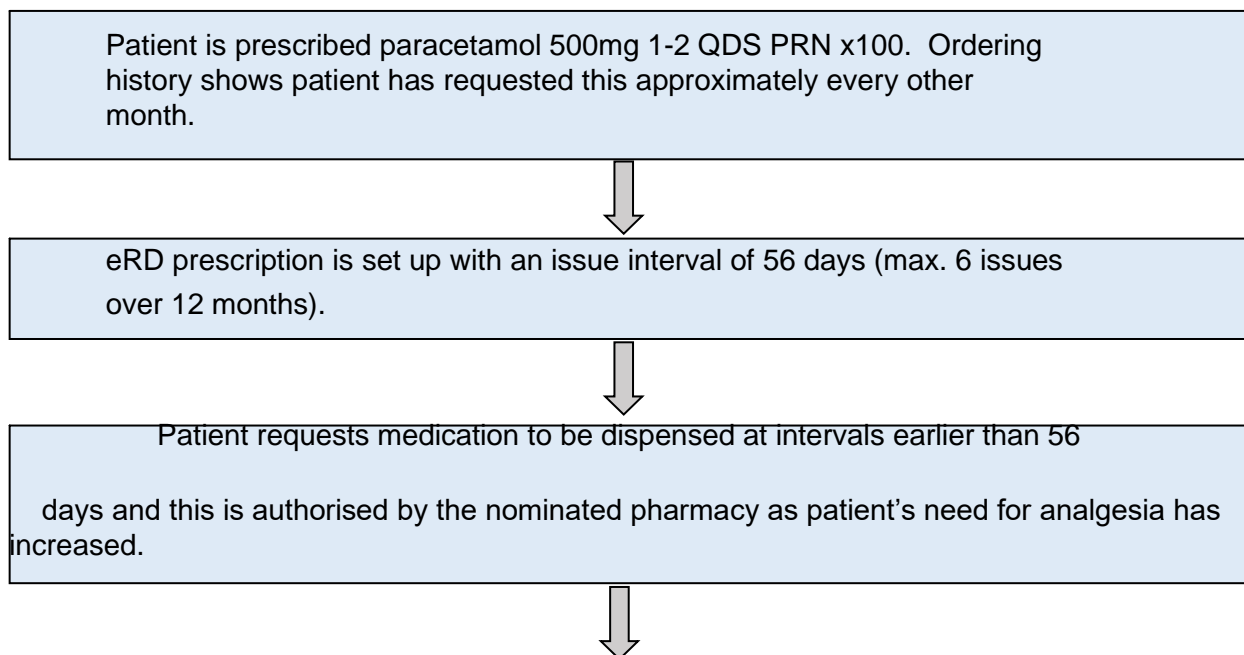 Patient is prescribed paracetamol 500mg 1-2 QDS PRN x100.  Ordering
history shows patient has requested this approximately every other
month.
eRD prescription is set up with an issue interval of 56 days (max. 6 issues
over 12 months).
Patient requests medication to be dispensed at intervals earlier than 56
days and this is authorised by the nominated pharmacy as patient’s need for analgesia has
increased.